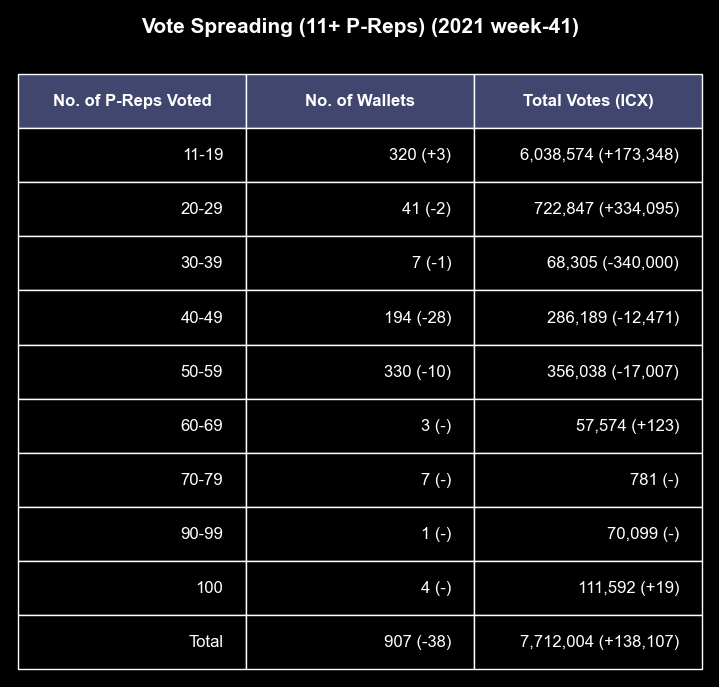 Vote Spreading (11+ P-Reps) (2021 week-41)
No. of P-Reps Voted No. of Wallets Total Votes (ICX)
11-19 320 (+3) 6,038,574 (+173,348)
20-29 41 (-2) 722,847 (+334,095)
30-39 7 (-1) 68,305 (-340,000)
40-49 194 (-28) 286,189 (-12,471)
50-59 330 (-10) 356,038 (-17,007)
60-69 3 (-) 57,574 (+123)
70-79 7 (-) 781 (-)
90-99 1 (-) 70,099 (-)
100 4 (-) 111,592 (+19)
Total 907 (-38) 7,712,004 (+138,107)